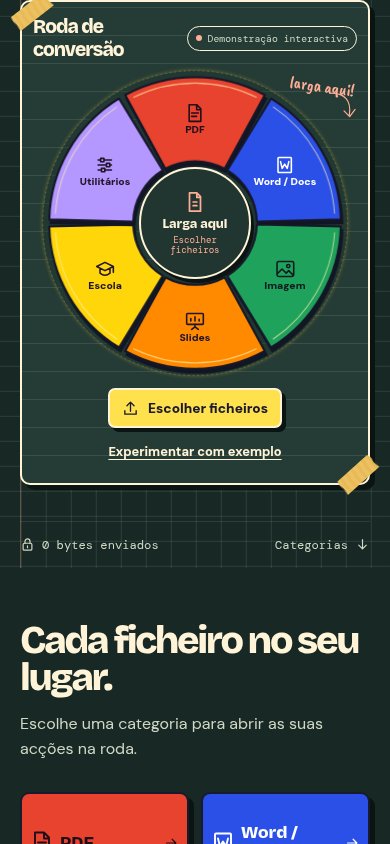 Roda de
conversão
Demonstração interactiva
larga aqui!
PDF
Utilitários
Word / Docs
Larga aqui
Escolher
ficheiros
Escola
Imagem
Slides
Escolher ficheiros
Experimentar com exemplo
0 bytes enviados
Categorias ↓
Cada ficheiro no seu
lugar.
Escolhe uma categoria para abrir as suas
acções na roda.
PDF
Word /